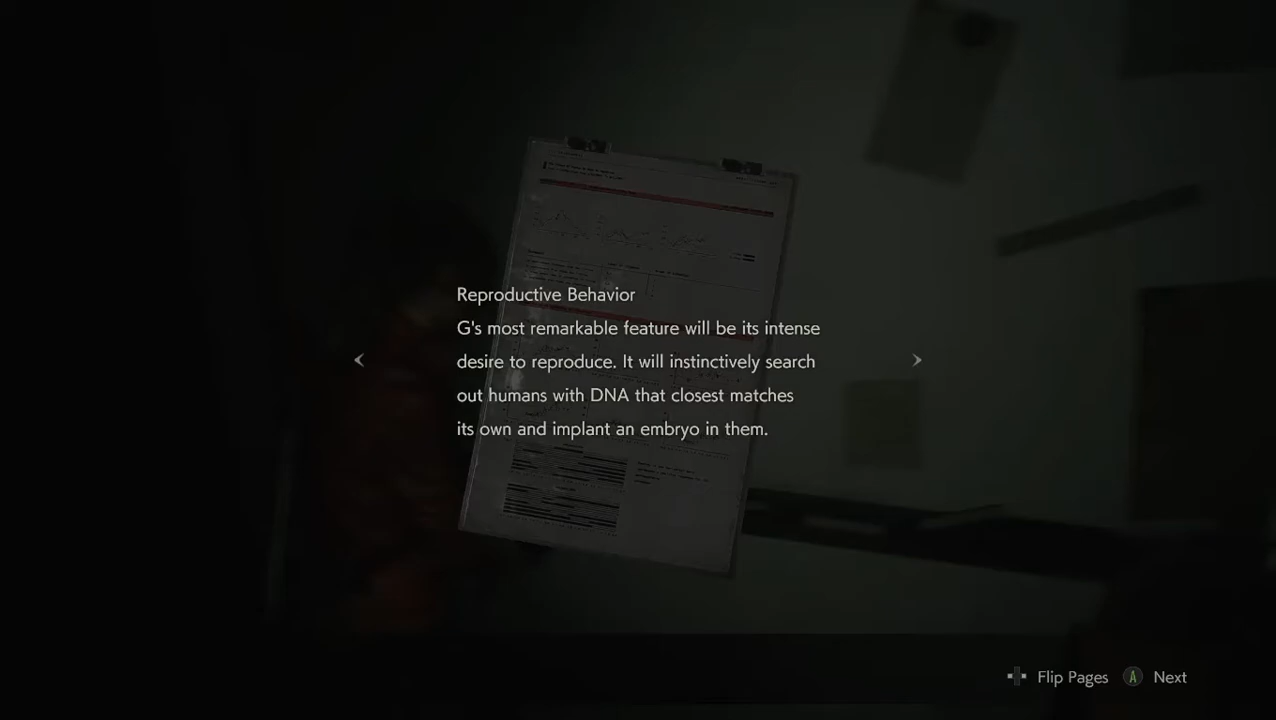 Reproductive Behavior
G's most remarkable feature will be its intense
desire to reproduce. It will instinctively search
out humans with DNA that closest matches
its own and implant an embryo in them.
Flip Pages A Next